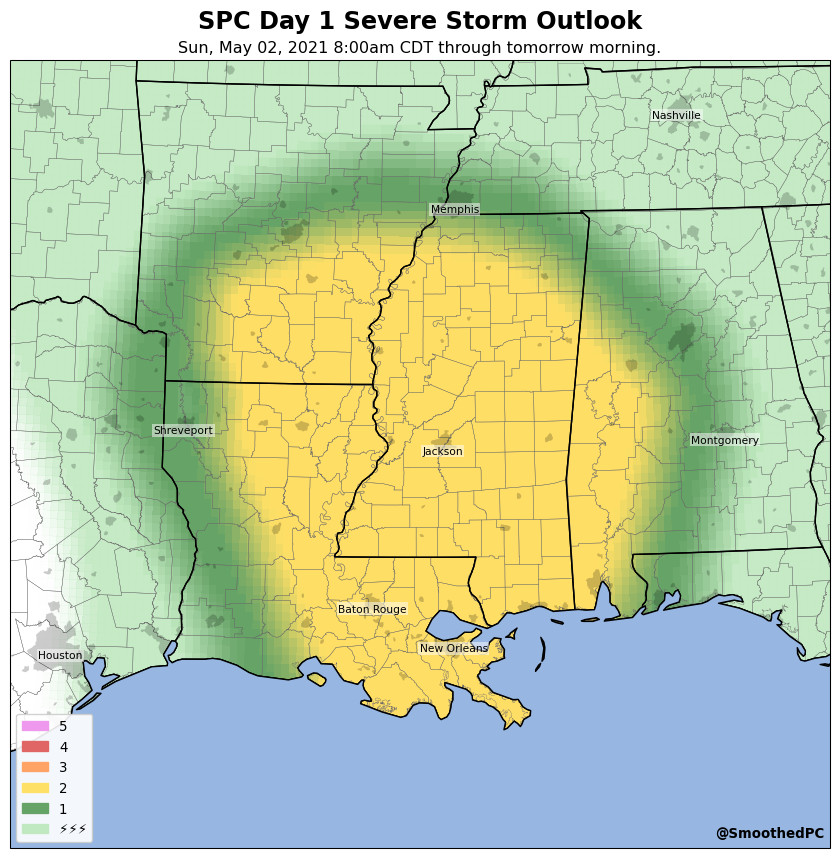 SPC Day 1 Severe Storm Outlook
Sun, May 02, 2021 8:00am CDT through tomorrow morning.
Nashville
Memphis
Shreveport
Montgomery
Jackson
Baton Rouge
New Orleans
Houston
5
4
3
2
1
⚡⚡⚡
@SmoothedPC